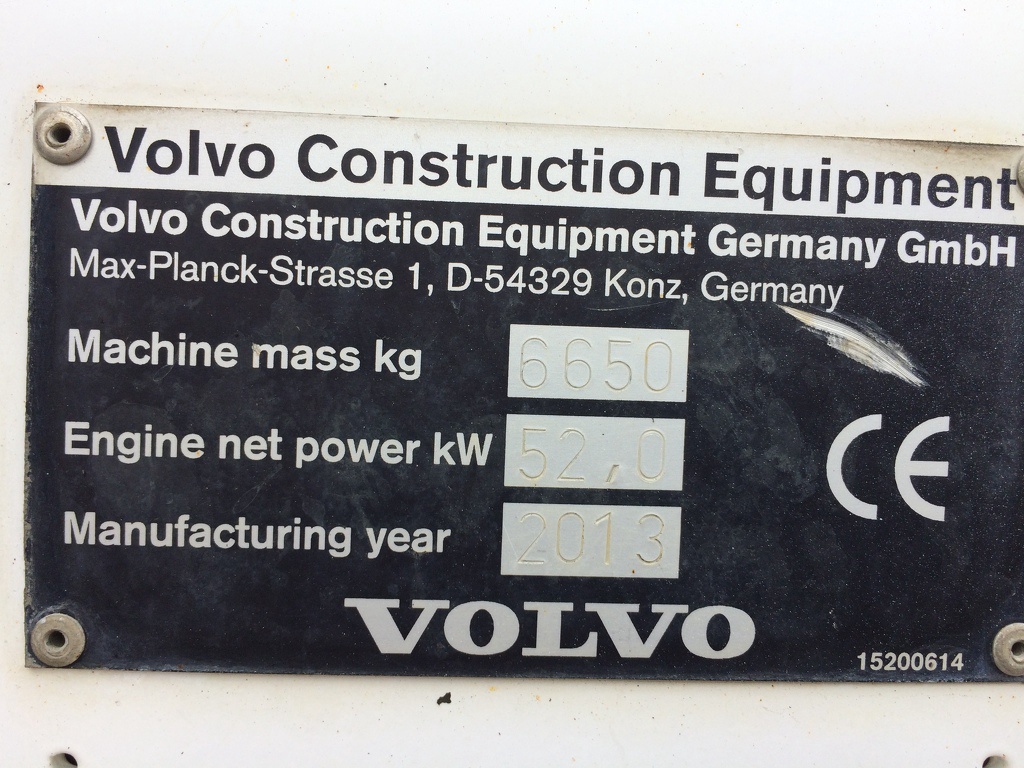 Volvo Construction Equipment
Volvo Construction Equipment Germany GmbH
Max-Planck-Strasse 1, D-54329 Konz, Germany
Machine mass kg 6650
Engine net power kW 52,0
Manufacturing year 2013
CE
VOLVO
15200614